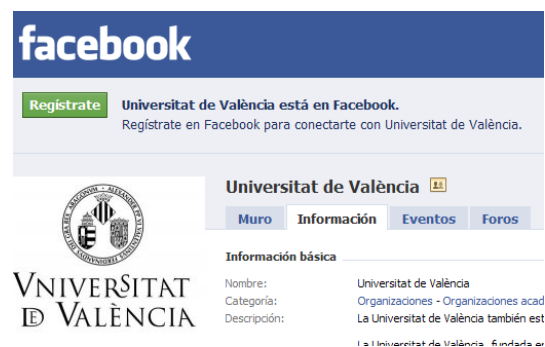 facebook
Regístrate
Universitat de València está en Facebook.
Regístrate en Facebook para conectarte con Universitat de València.
Universitat de València
Muro Información Eventos Foros
Información básica
VNIVERSITAT
Nombre: Universitat de València
ID VALÈNCIA
Categoría: Organizaciones - Organizaciones acad
Descripción: La Universitat de València también est
La Universitat de València, fundada en